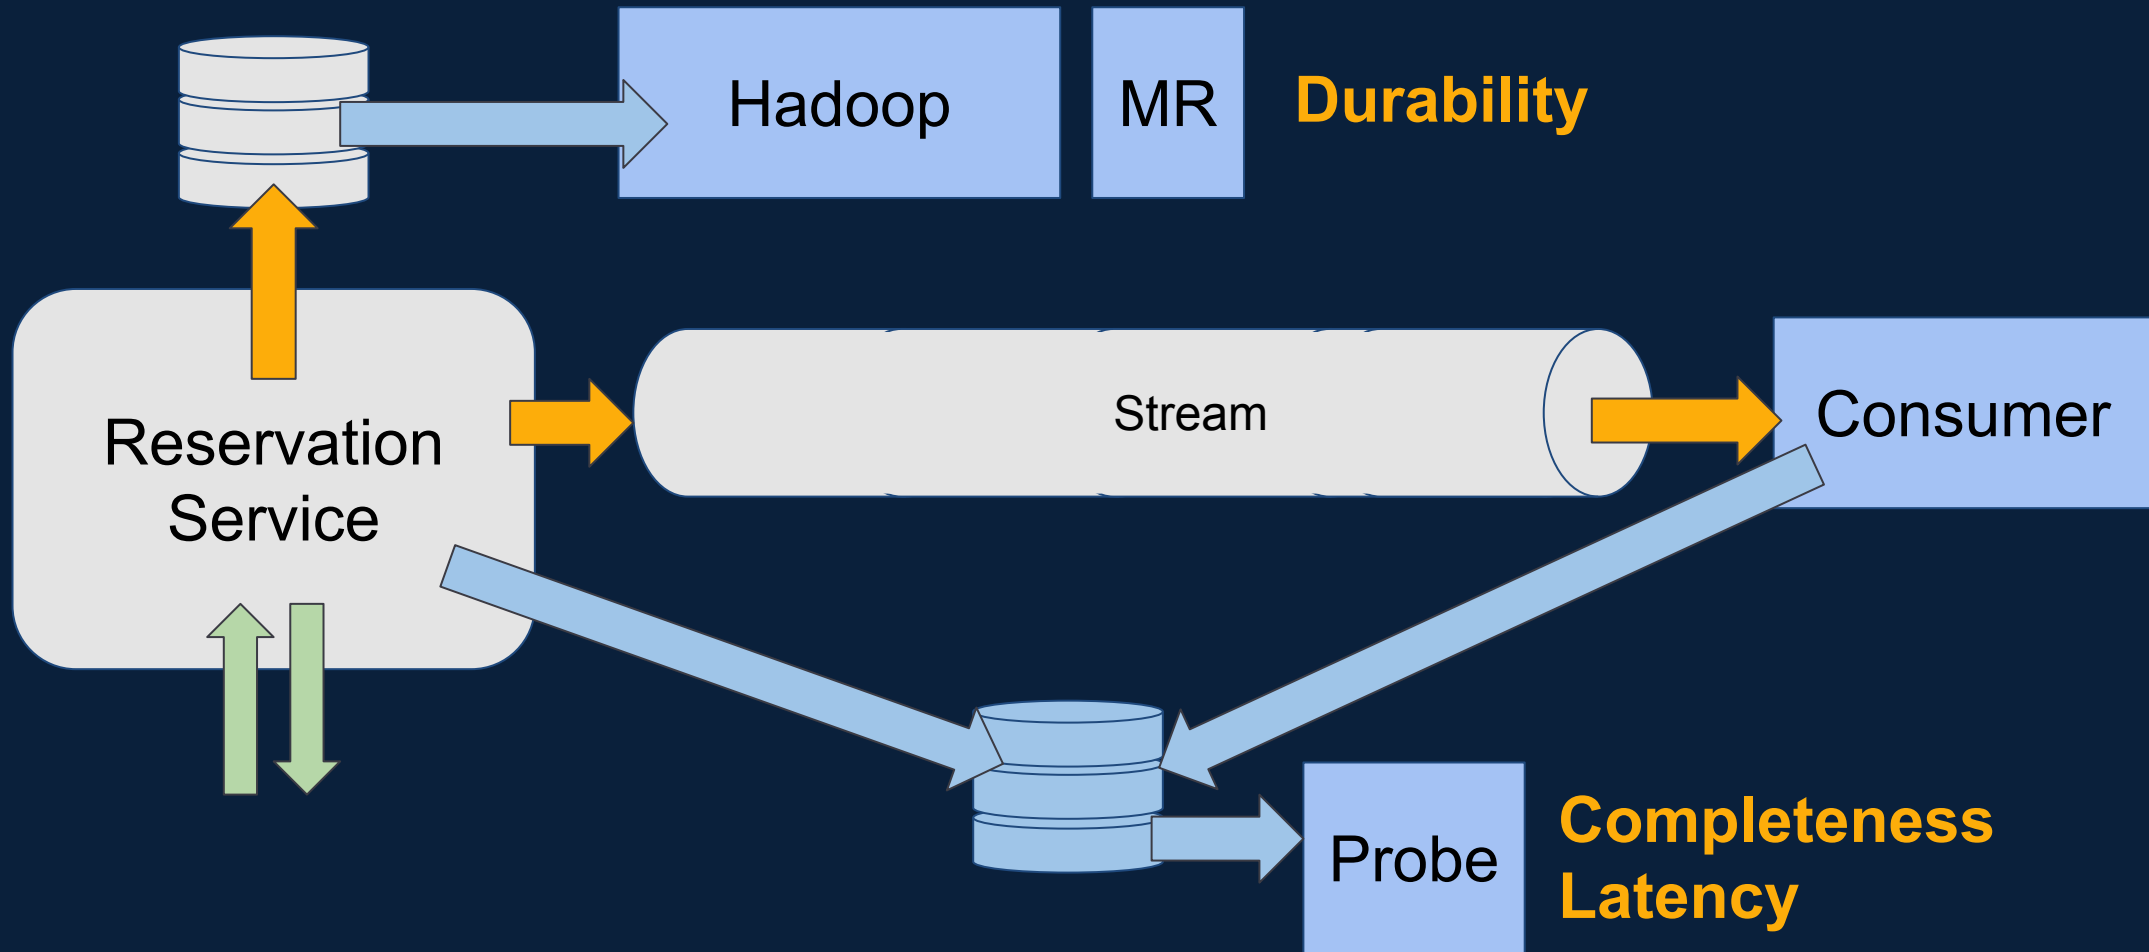 Hadoop
MR
Durability
Reservation
Service
Stream
Consumer
Probe
Completeness
Latency